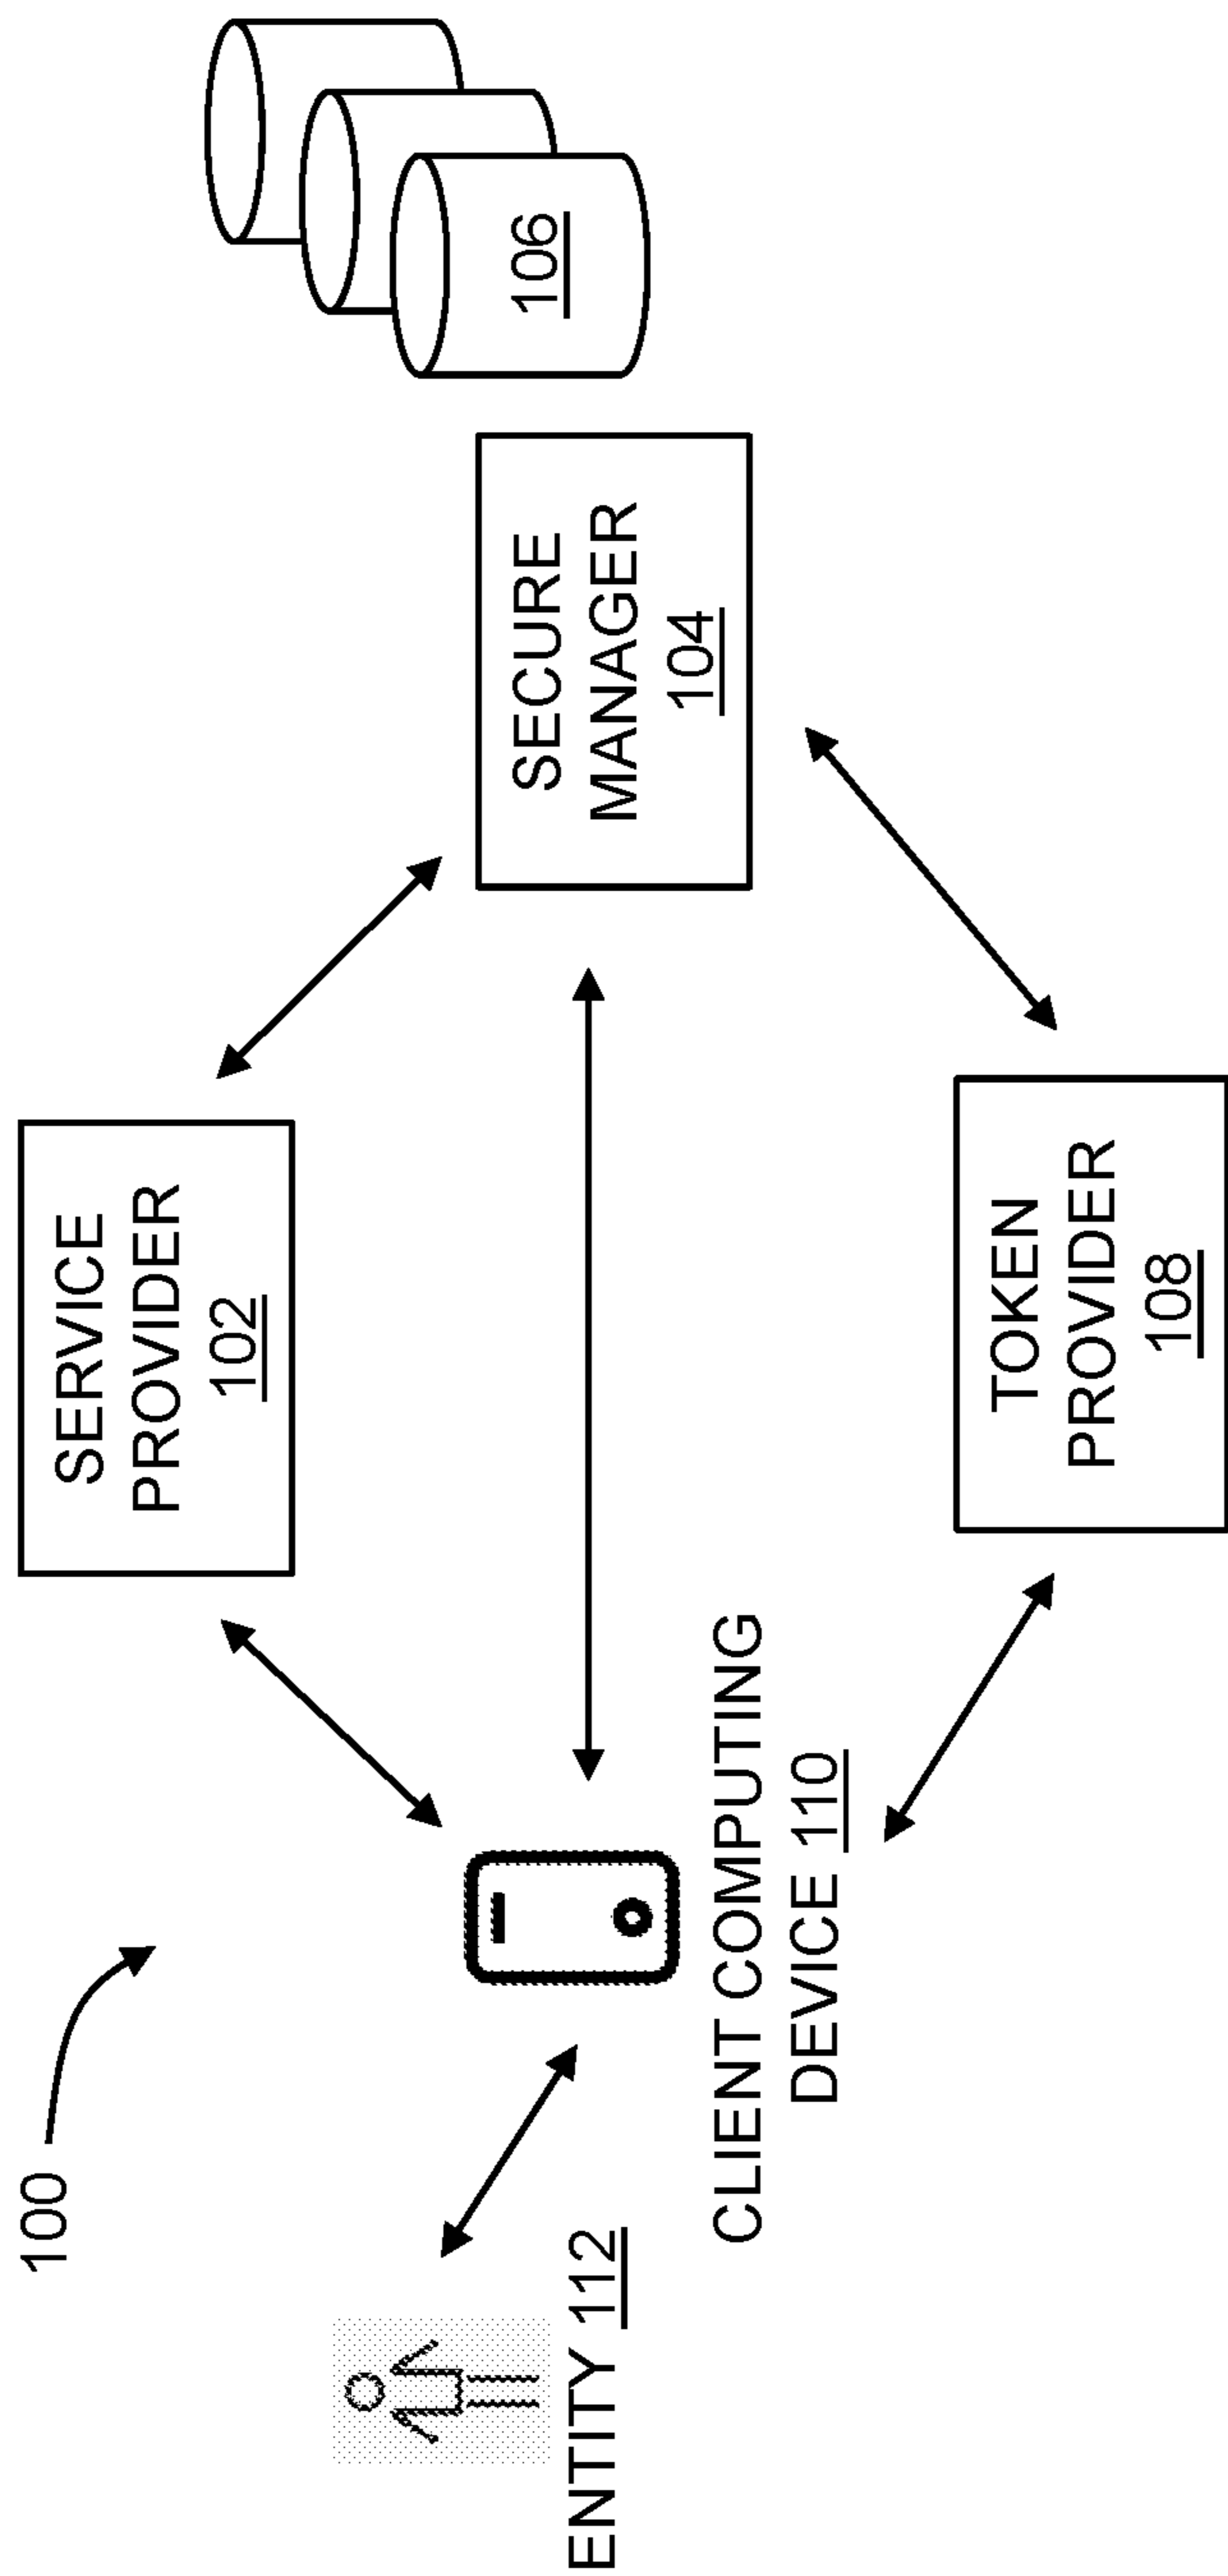 100
SERVICE
PROVIDER
102
106
SECURE
MANAGER
104
ENTITY 112
CLIENT COMPUTING
DEVICE 110
TOKEN
PROVIDER
108